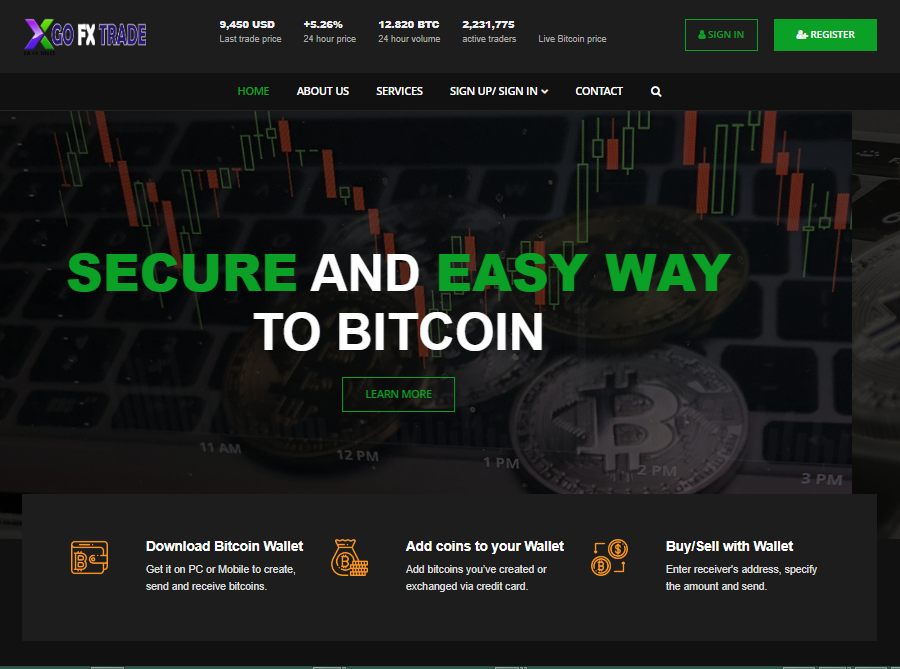 XGO FX TRADE
9,450 USD
Last trade price
+5.26%
24 hour price
12.820 BTC
24 hour volume
2,231,775
active traders
Live Bitcoin price
SIGN IN
REGISTER
HOME
ABOUT US
SERVICES
SIGN UP/ SIGN IN
CONTACT
SECURE AND EASY WAY
TO BITCOIN
LEARN MORE
11 AM
12 PM
1 PM
2 PM
3 PM
Download Bitcoin Wallet
Get it on PC or Mobile to create,
send and receive bitcoins.
Add coins to your Wallet
Add bitcoins you've created or
exchanged via credit card.
Buy/Sell with Wallet
Enter receiver's address, specify
the amount and send.